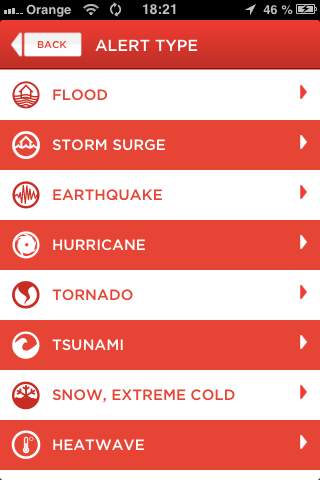 Orange 18:21 46 %
BACK ALERT TYPE
FLOOD
STORM SURGE
EARTHQUAKE
HURRICANE
TORNADO
TSUNAMI
SNOW, EXTREME COLD
HEATWAVE